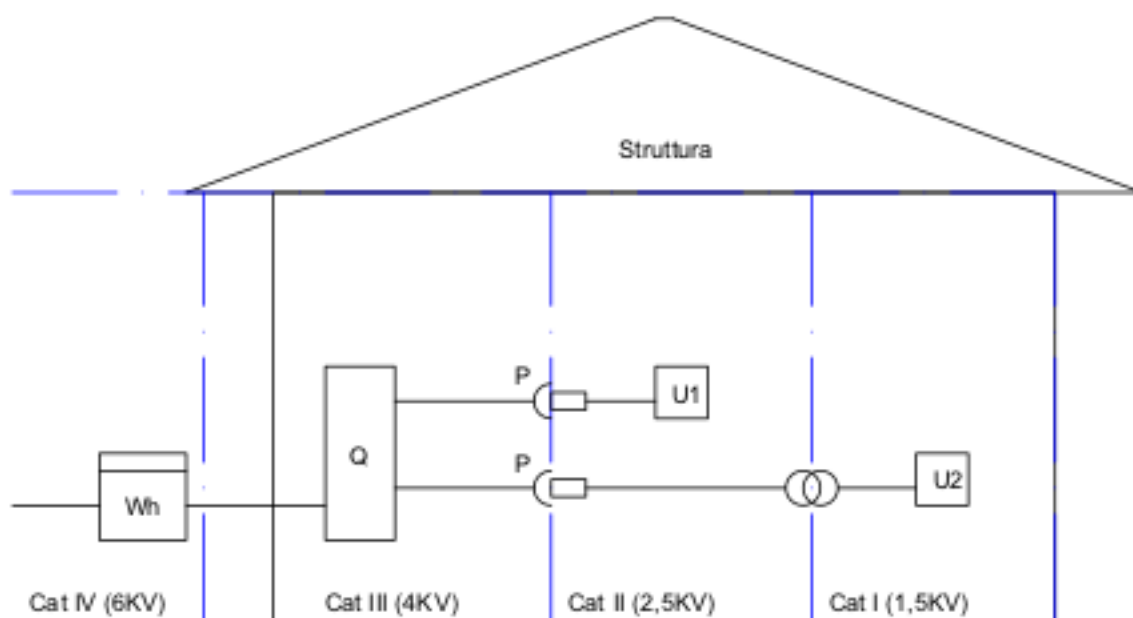 Struttura
P
U1
Q
P
U2
Wh
Cat IV (6KV)
Cat III (4KV)
Cat II (2,5KV)
Cat I (1,5KV)